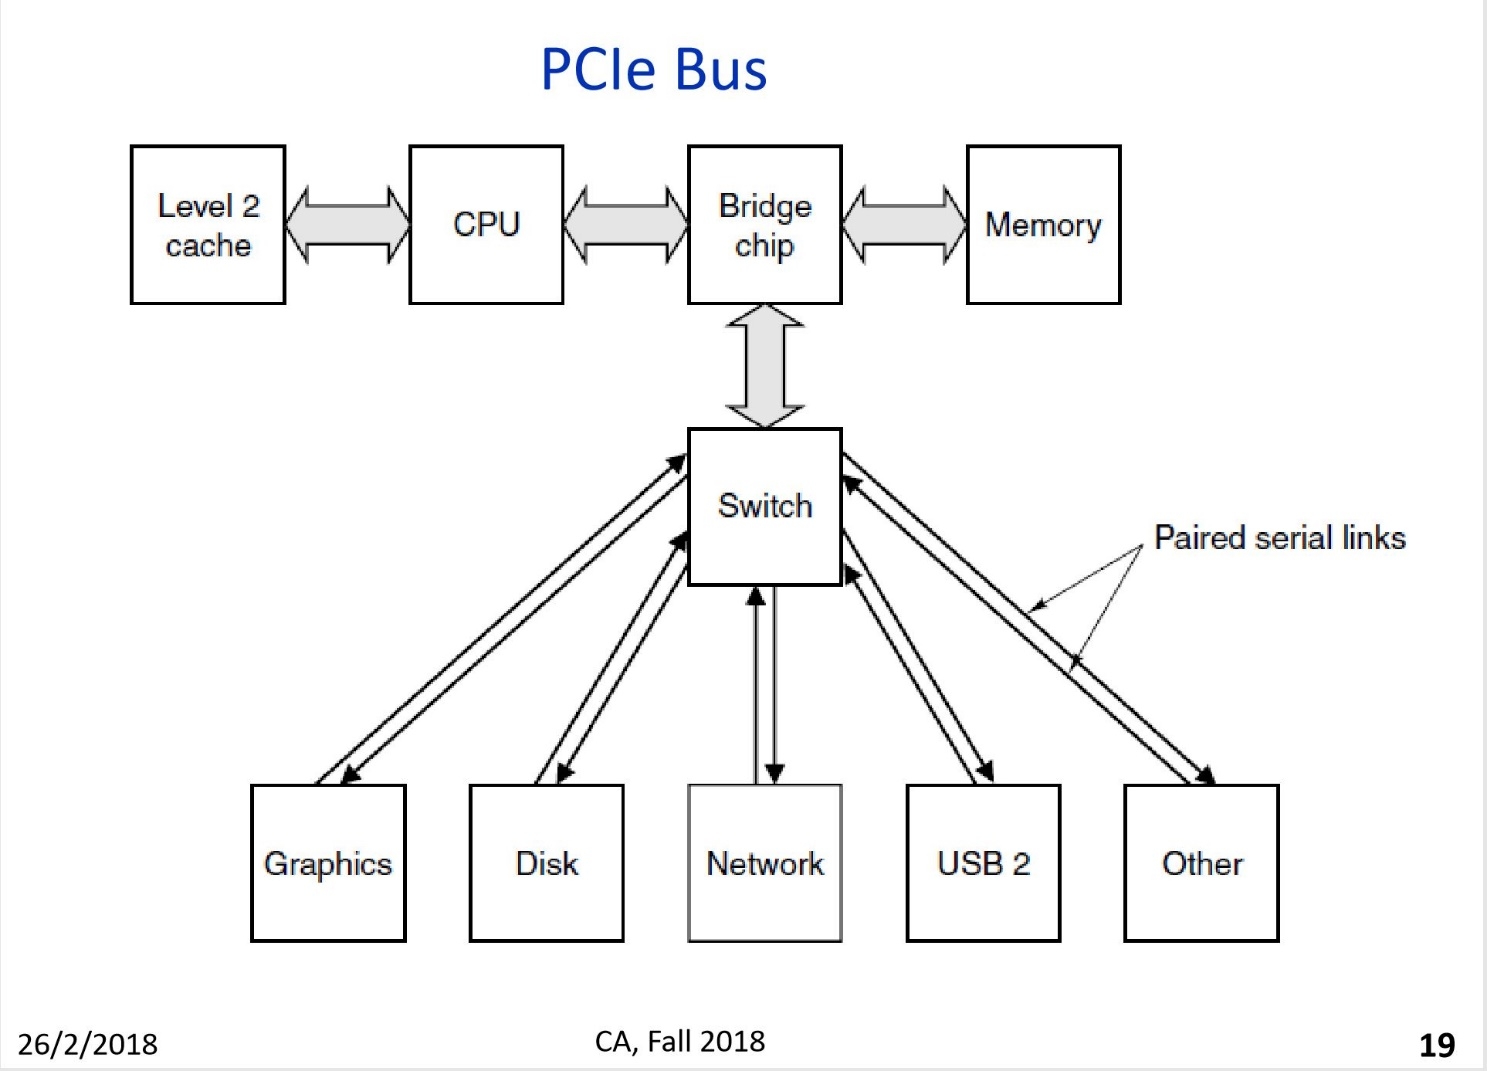 PCIe Bus
Level 2
cache
CPU
Bridge
chip
Memory
Switch
Paired serial links
Graphics
Disk
Network
USB 2
Other
26/2/2018
CA, Fall 2018
19